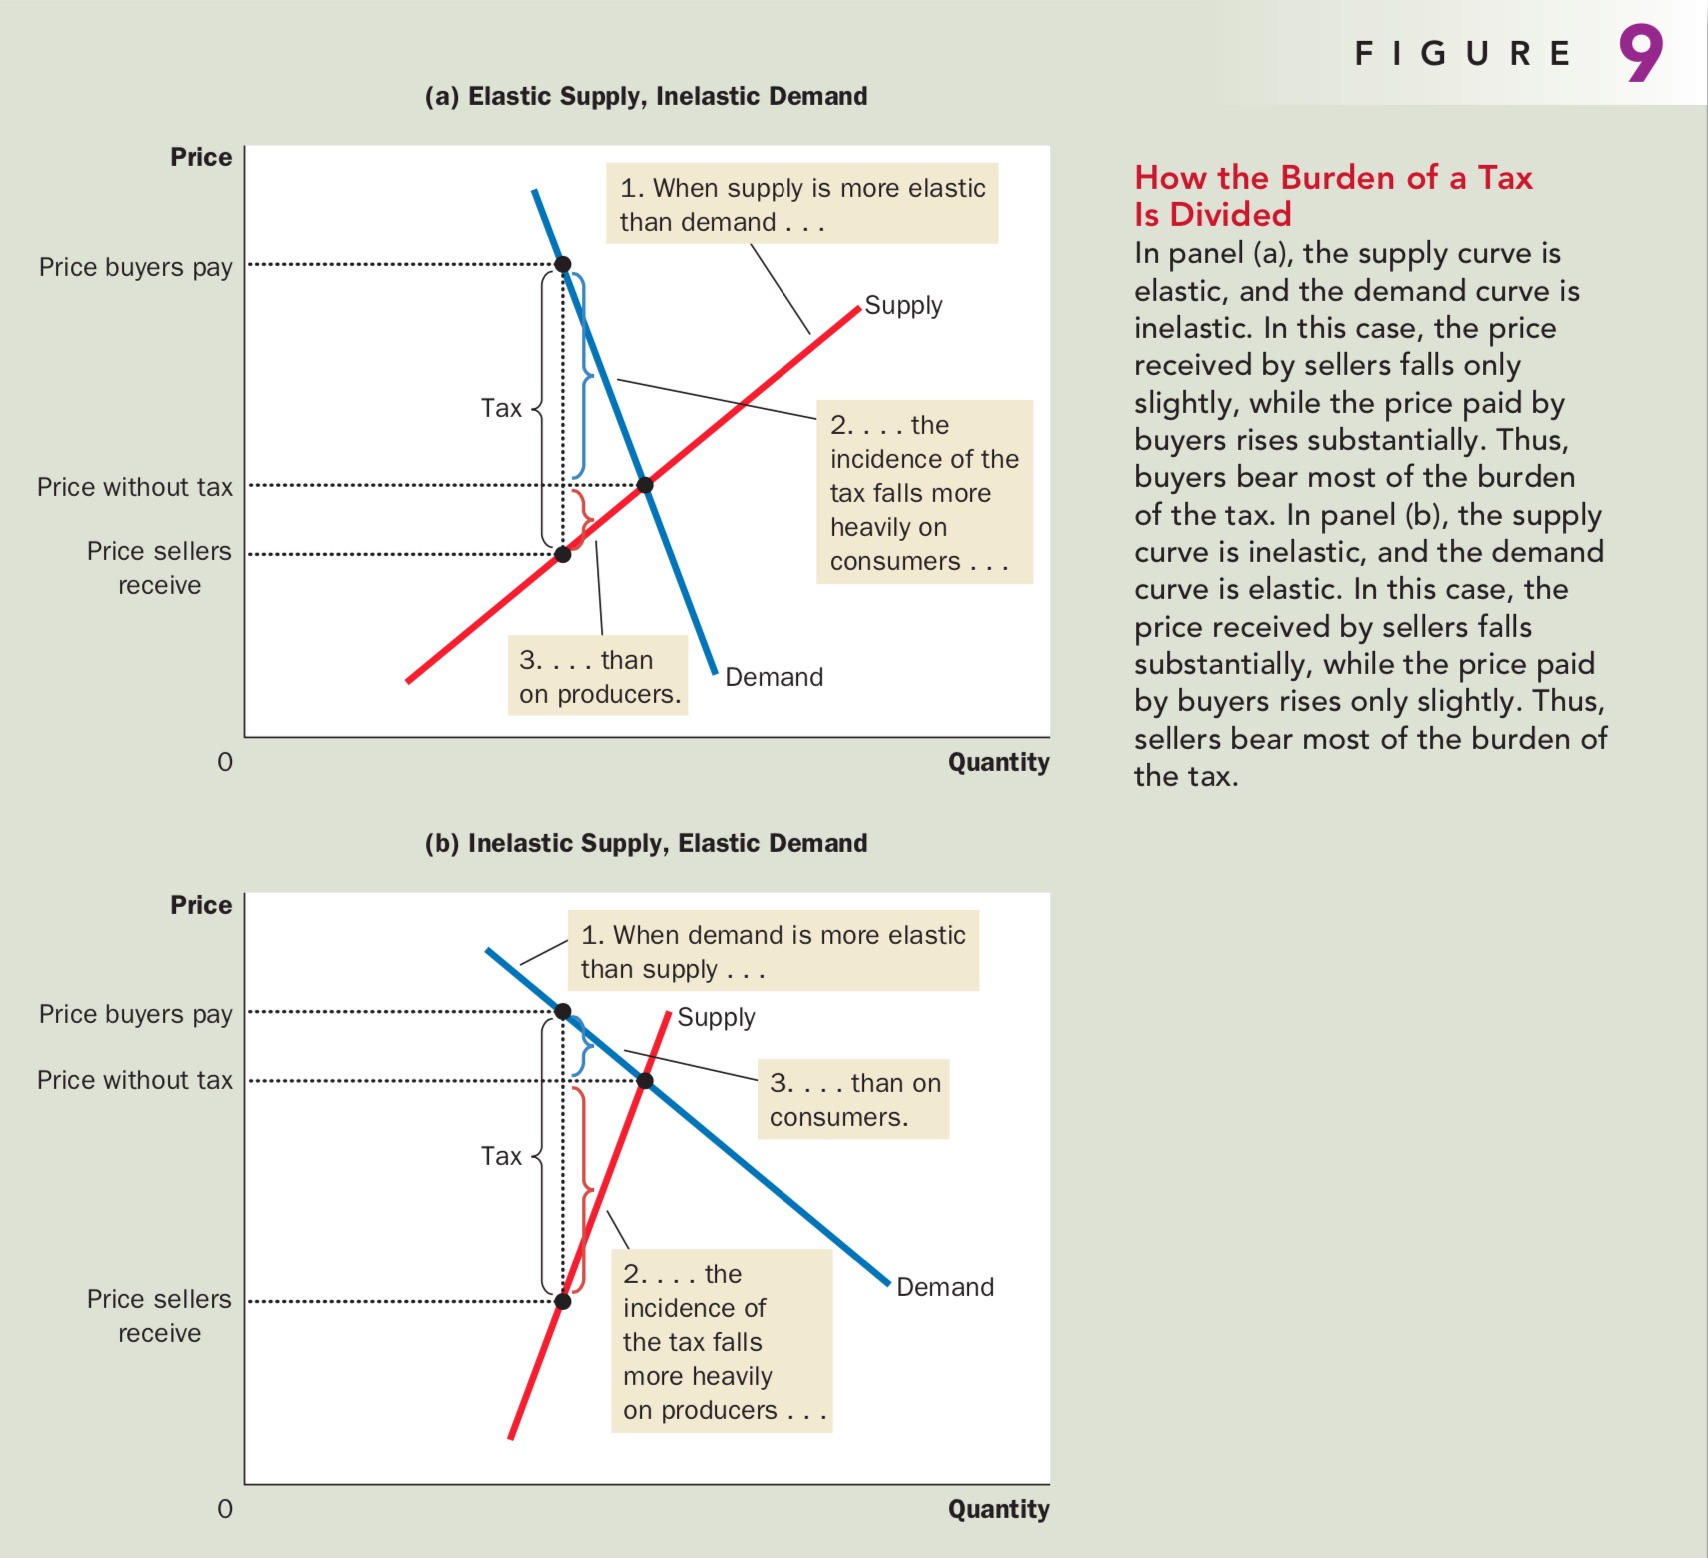 FIGURE 9
(a) Elastic Supply, Inelastic Demand
Price
1. When supply is more elastic
than demand . . .
Price buyers pay
Supply
Tax
2. . . . the
incidence of the
tax falls more
heavily on
consumers . . .
Price without tax
Price sellers
receive
3. . . . than
on producers.
Demand
0
Quantity
How the Burden of a Tax
Is Divided
In panel (a), the supply curve is
elastic, and the demand curve is
inelastic. In this case, the price
received by sellers falls only
slightly, while the price paid by
buyers rises substantially. Thus,
buyers bear most of the burden
of the tax. In panel (b), the supply
curve is inelastic, and the demand
curve is elastic. In this case, the
price received by sellers falls
substantially, while the price paid
by buyers rises only slightly. Thus,
sellers bear most of the burden of
the tax.
(b) Inelastic Supply, Elastic Demand
Price
1. When demand is more elastic
than supply . . .
Price buyers pay
Supply
Price without tax
3. . . . than on
consumers.
Tax
2. . . . the
incidence of
the tax falls
more heavily
on producers . . .
Demand
Price sellers
receive
0
Quantity